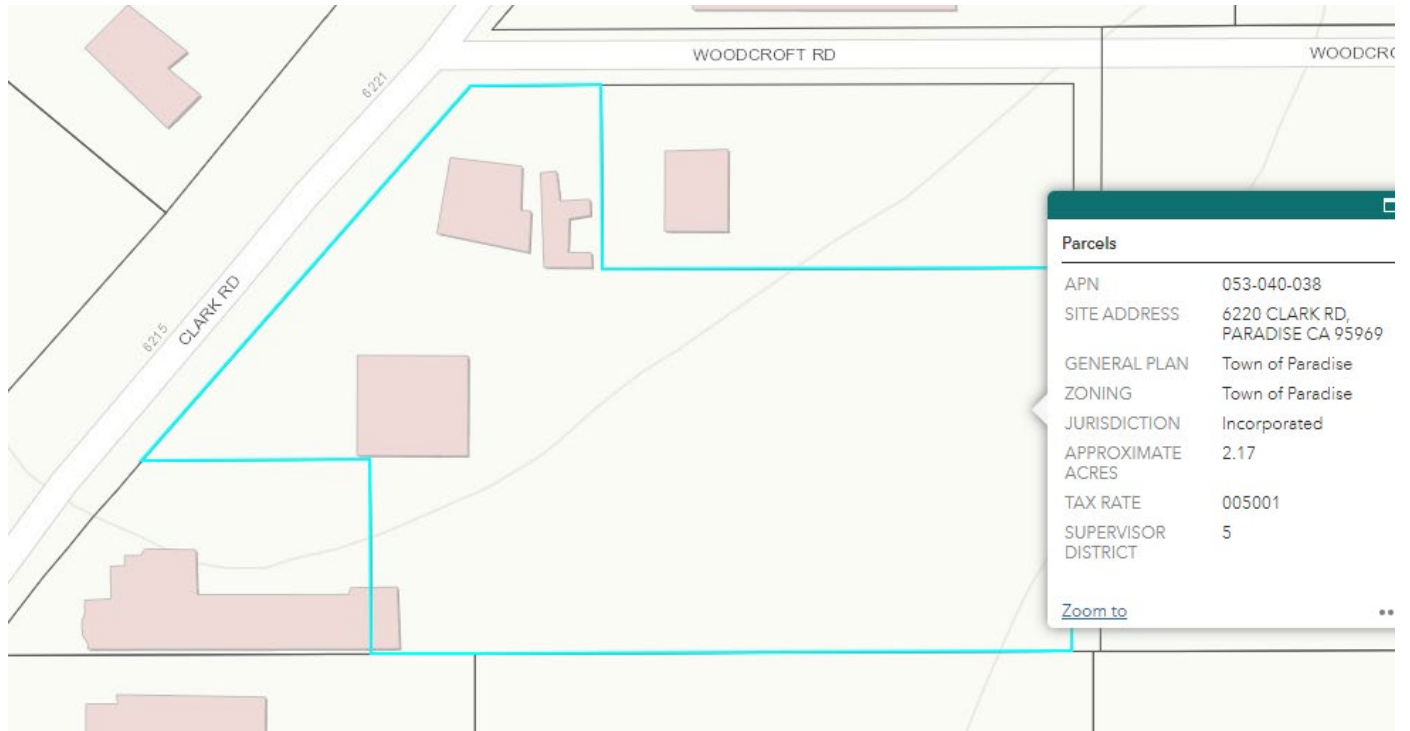 WOODCROFT RD
WOODCR
6221
CLARK RD
6215
Parcels
APN 053-040-038
SITE ADDRESS 6220 CLARK RD,
PARADISE CA 95969
GENERAL PLAN Town of Paradise
ZONING Town of Paradise
JURISDICTION Incorporated
APPROXIMATE 2.17
ACRES
TAX RATE 005001
SUPERVISOR 5
DISTRICT
Zoom to